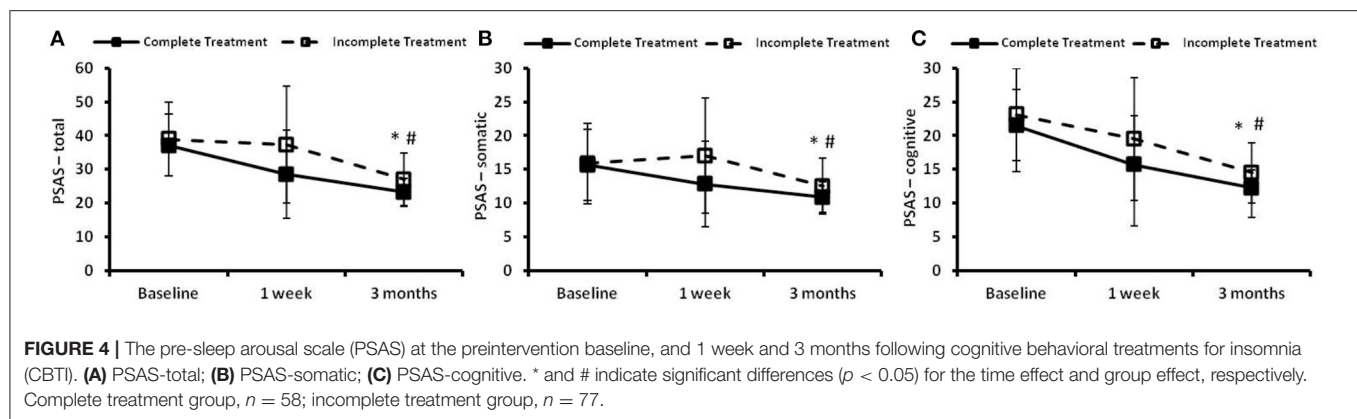 A
Complete Treatment
Incomplete Treatment
PSAS – total
60
50
40
30
20
10
0
Baseline
1 week
3 months
* #
B
Complete Treatment
Incomplete Treatment
PSAS – somatic
30
25
20
15
10
5
0
Baseline
1 week
3 months
* #
C
Complete Treatment
Incomplete Treatment
PSAS – cognitive
30
25
20
15
10
5
0
Baseline
1 week
3 months
* #
FIGURE 4 | The pre-sleep arousal scale (PSAS) at the preintervention baseline, and 1 week and 3 months following cognitive behavioral treatments for insomnia
(CBTI). (A) PSAS-total; (B) PSAS-somatic; (C) PSAS-cognitive. * and # indicate significant differences (p < 0.05) for the time effect and group effect, respectively.
Complete treatment group, n = 58; incomplete treatment group, n = 77.